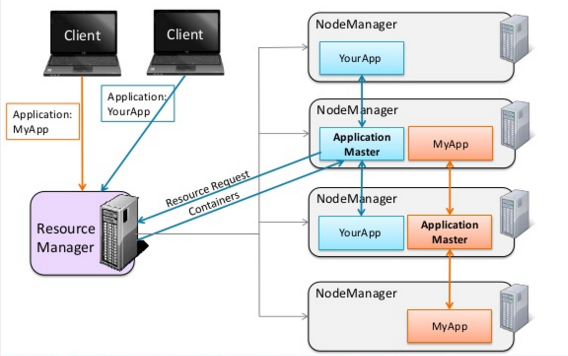 Client
Client
Application:
MyApp
Application:
YourApp
Resource
Manager
Resource Request
Containers
NodeManager
YourApp
NodeManager
Application
Master
MyApp
NodeManager
YourApp
Application
Master
NodeManager
MyApp